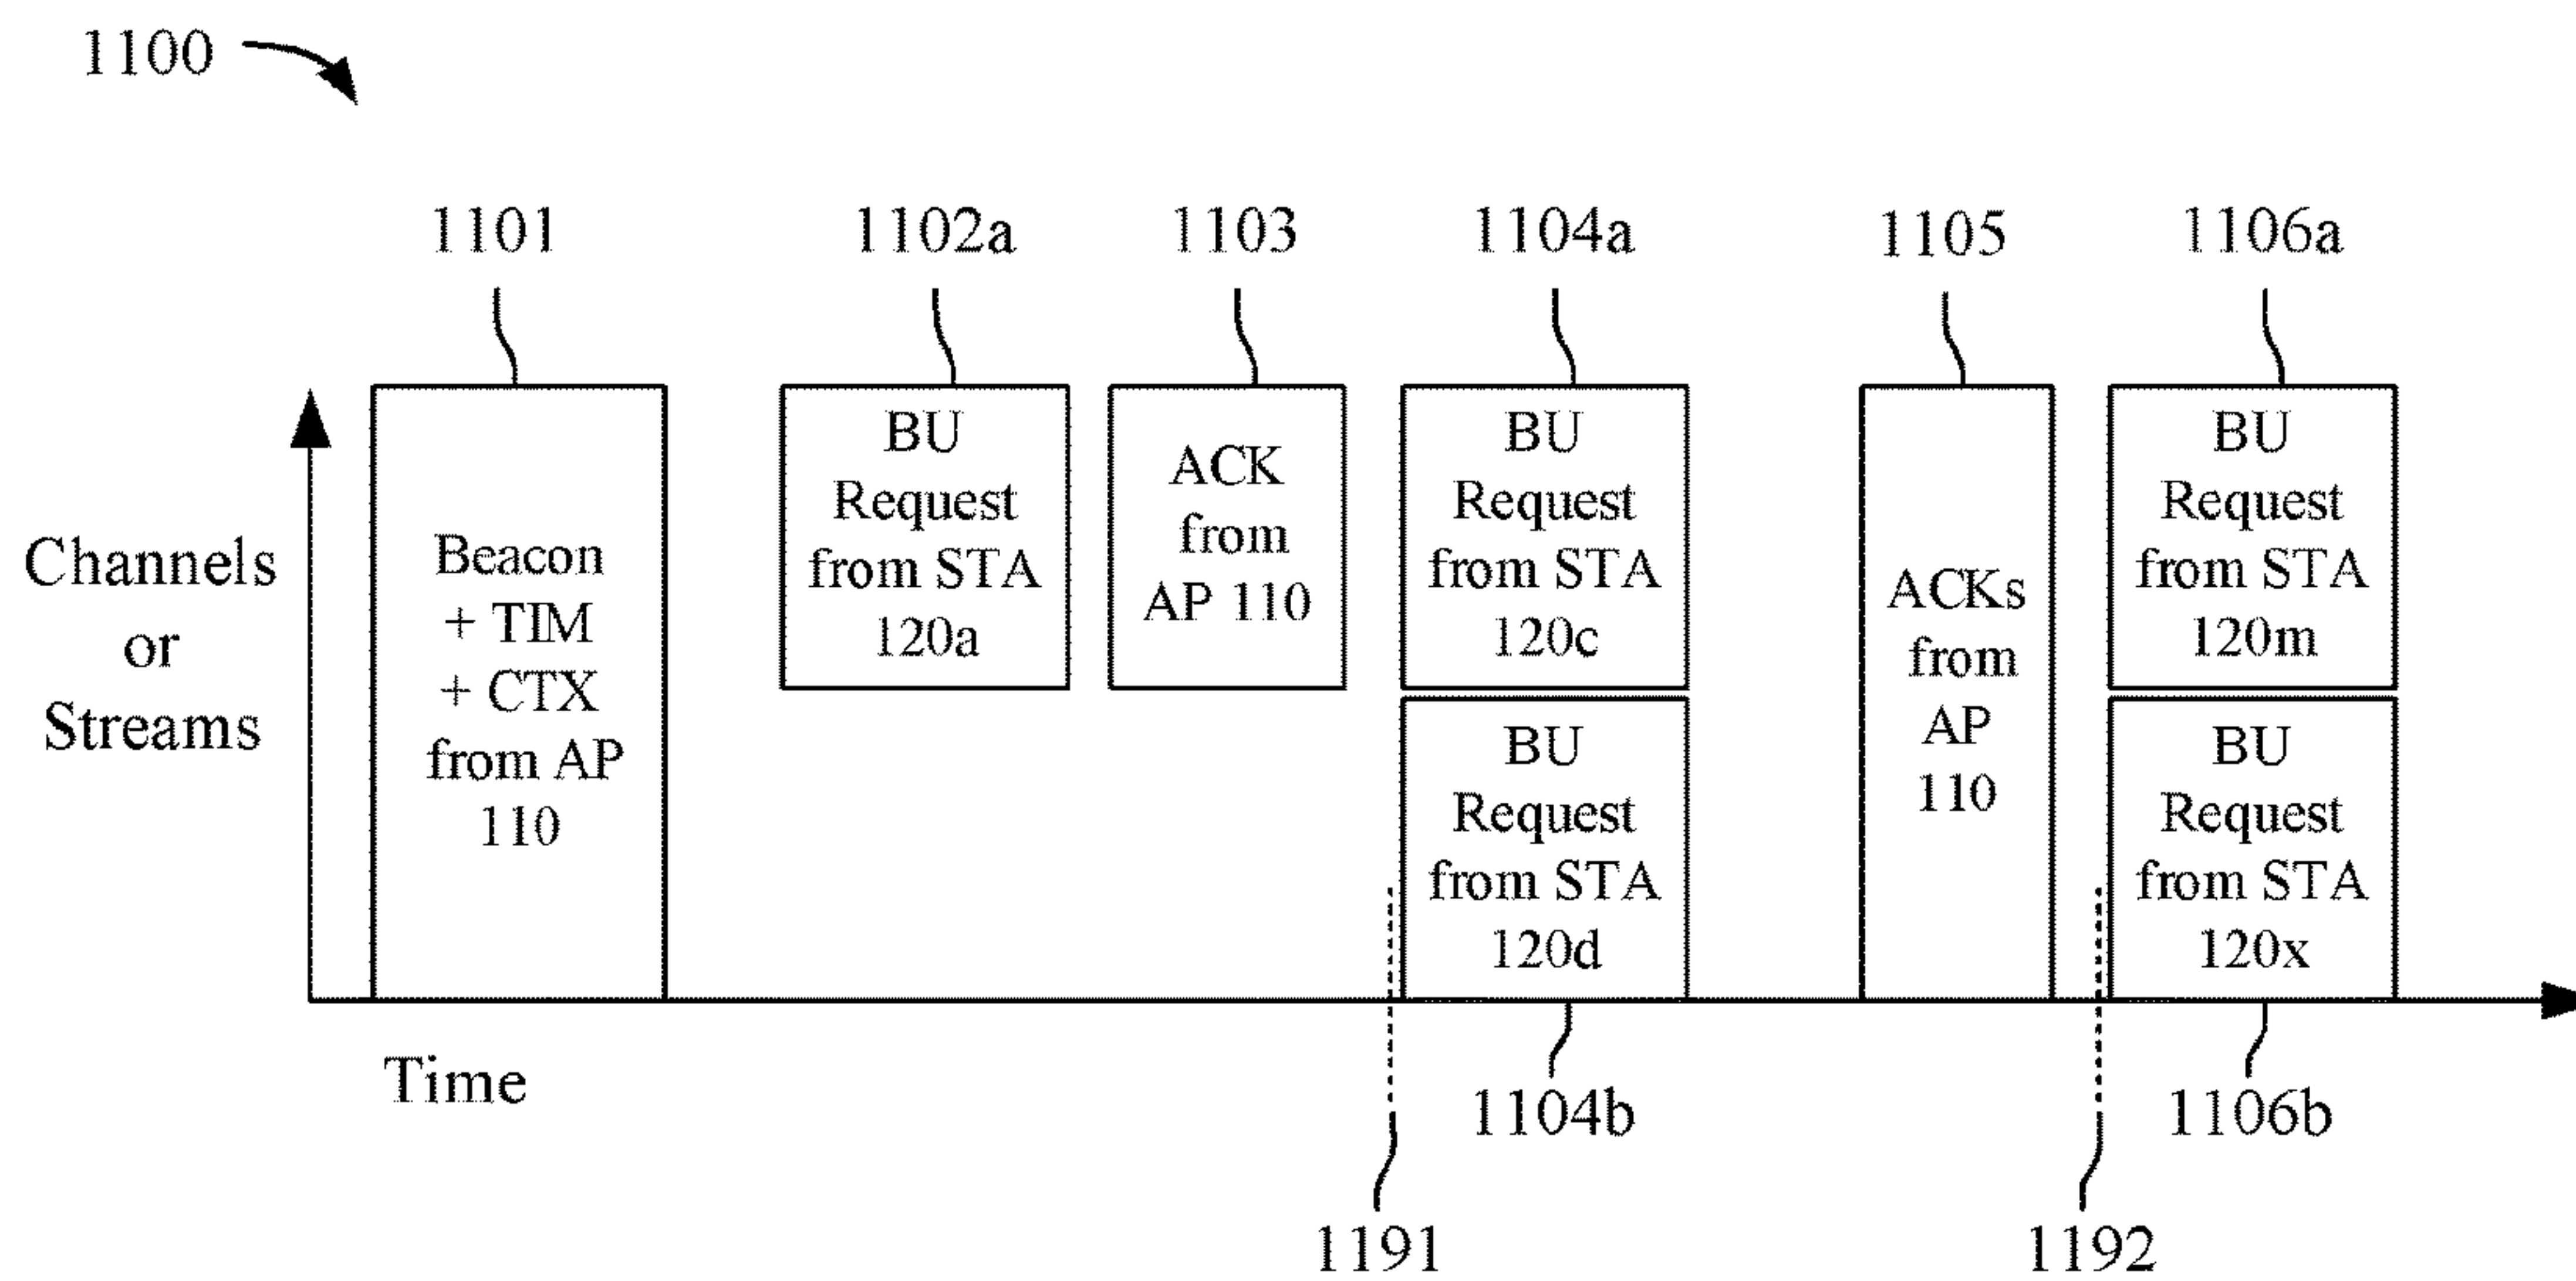 1100
1101
1102a
1103
1104a
1105
1106a
Channels
or
Streams
Beacon
+ TIM
+ CTX
from AP
110
BU
Request
from STA
120a
ACK
from
AP 110
BU
Request
from STA
120c
BU
Request
from STA
120d
ACKs
from
AP
110
BU
Request
from STA
120m
BU
Request
from STA
120x
Time
1104b
1106b
1191
1192